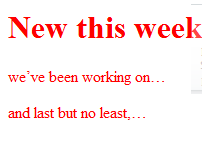 New this week
we've been working on…
and last but no least,…